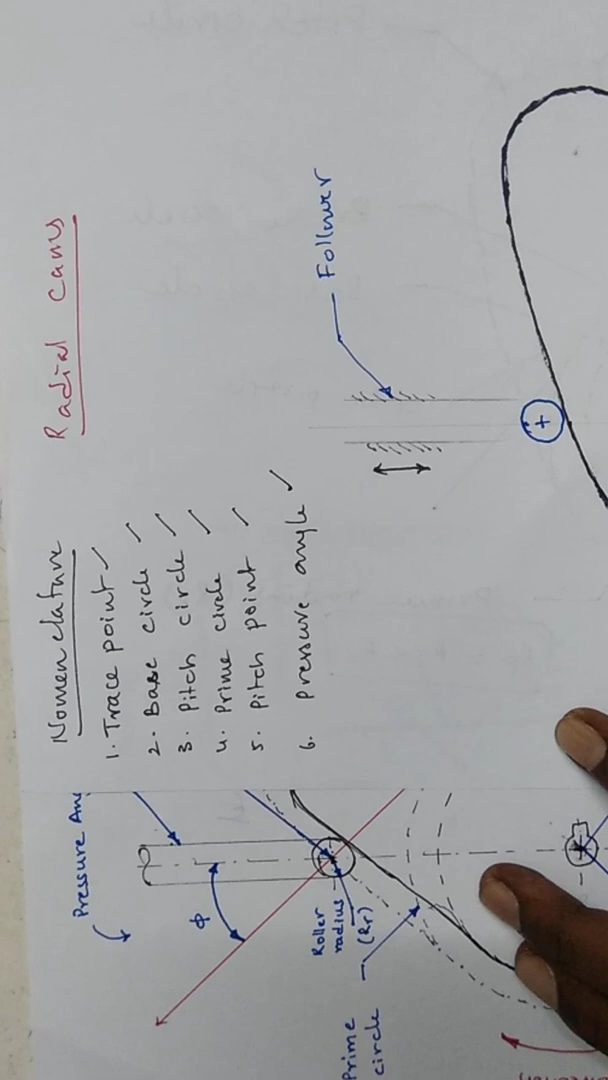 Radial cams
Nomenclature
1. Trace point ✓
2. Base circle ✓
3. Pitch circle ✓
4. Prime circle ✓
5. Pitch point ✓
6. Pressure angle ✓
Follower
Pressure Ang
φ
Roller
radius
(Rr)
Prime
circle